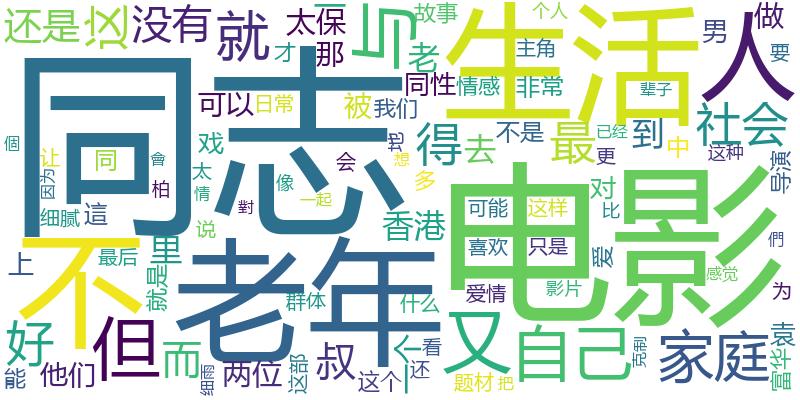 还是
这
没有
就
太保
那
才
与
老
故事
个人
做
男
要
主角
生活
人
同志
可以
日常
同性
情感
非常
被
我们
戏
太
情
像
想
一起
会
柏
得
去
不是
最
到
已经
更
中
社会
这种
导演
辈子
個
让
同
會
因为
细腻
這
说
對
多
香港
可能
这样
喜欢
只是
对
比
爱
爱情
影片
感觉
們
为
电影
不
上
最后
里
就是
老年
群体
什么
好
但
而
叔
个
看
还
又
自己
克制
家庭
袁
富华
能
他们
细雨
两位
这部
这个
题材
把